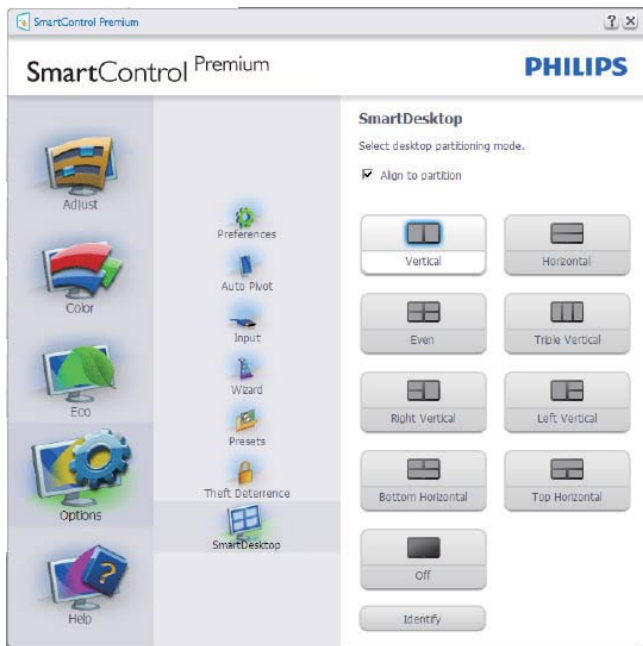 SmartControl Premium
SmartControl Premium
PHILIPS
Adjust
Color
Eco
Options
Help
Preferences
Auto Pivot
Input
Wizard
Presets
Theft Deterrence
SmartDesktop
SmartDesktop
Select desktop partitioning mode.
Align to partition
Vertical
Horizontal
Even
Triple Vertical
Right Vertical
Left Vertical
Bottom Horizontal
Top Horizontal
Off
Identify